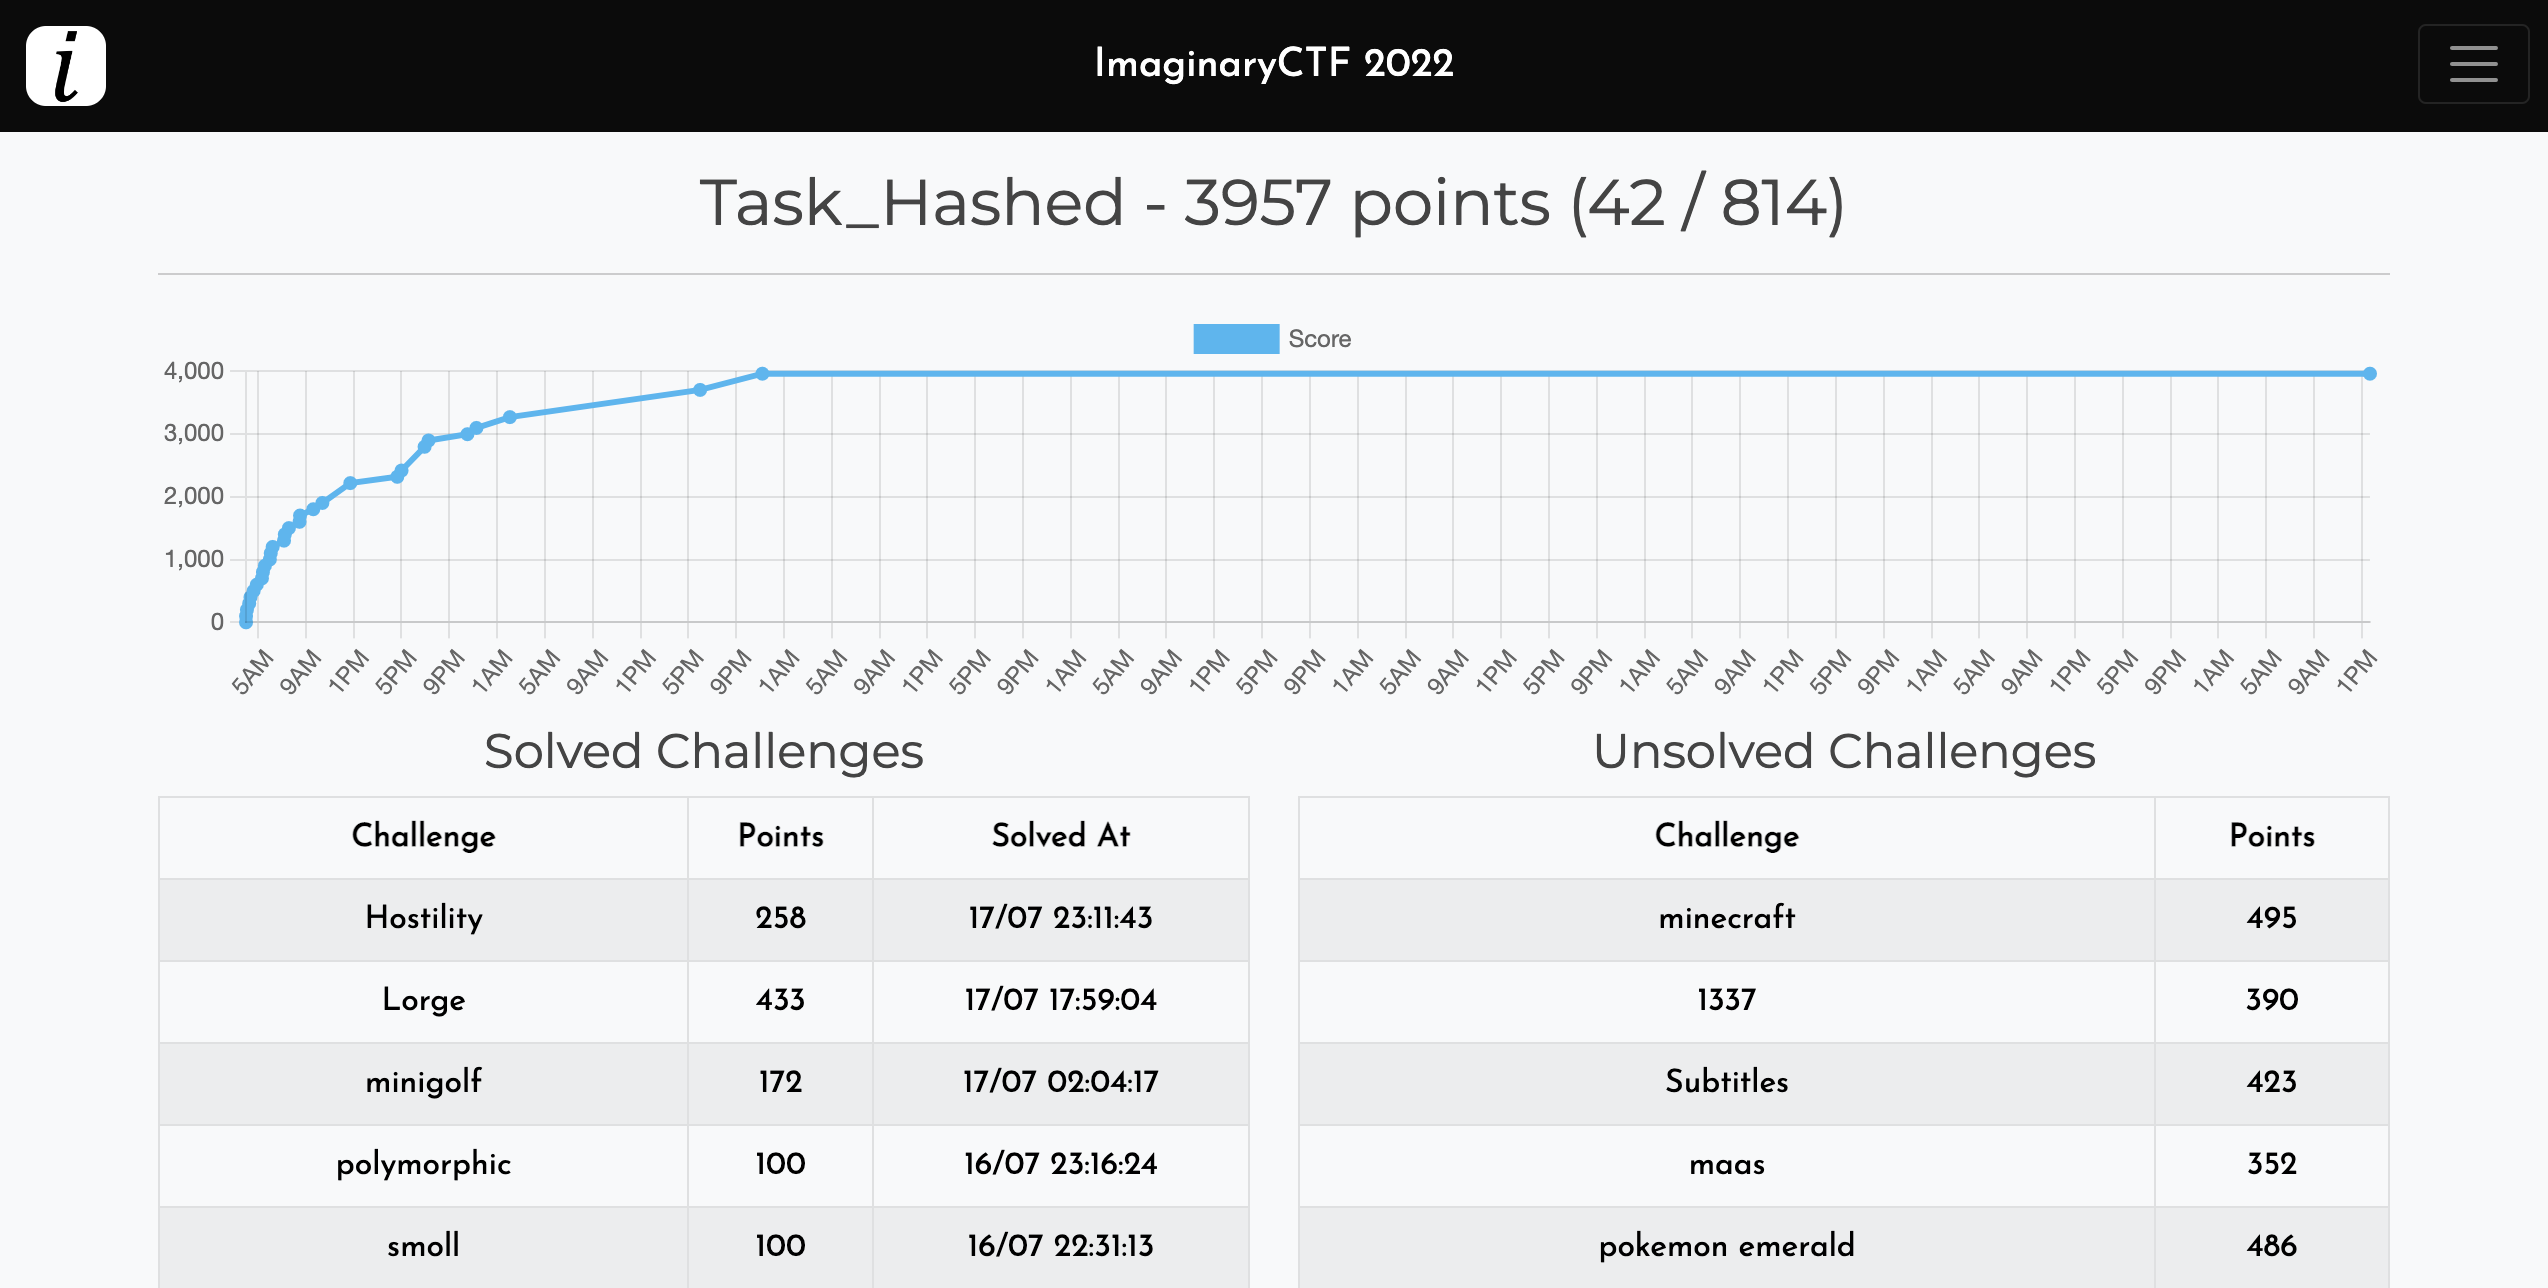 i
ImaginaryCTF 2022
Task_Hashed - 3957 points (42 / 814)
Score
4,000
3,000
2,000
1,000
0
5AM 9AM 1PM 5PM 9PM 1AM 5AM 9AM 1PM 5PM 9PM 1AM 5AM 9AM 1PM 5PM 9PM 1AM 5AM 9AM 1PM 5PM 9PM 1AM 5AM 9AM 1PM 5PM 9PM 1AM 5AM 9AM 1PM 5PM 9PM 1AM 5AM 9AM 1PM 5PM 9PM 1AM 5AM 9AM 1PM
Solved Challenges
Challenge Points Solved At
Hostility 258 17/07 23:11:43
Lorge 433 17/07 17:59:04
minigolf 172 17/07 02:04:17
polymorphic 100 16/07 23:16:24
smoll 100 16/07 22:31:13
Unsolved Challenges
Challenge Points
minecraft 495
1337 390
Subtitles 423
maas 352
pokemon emerald 486